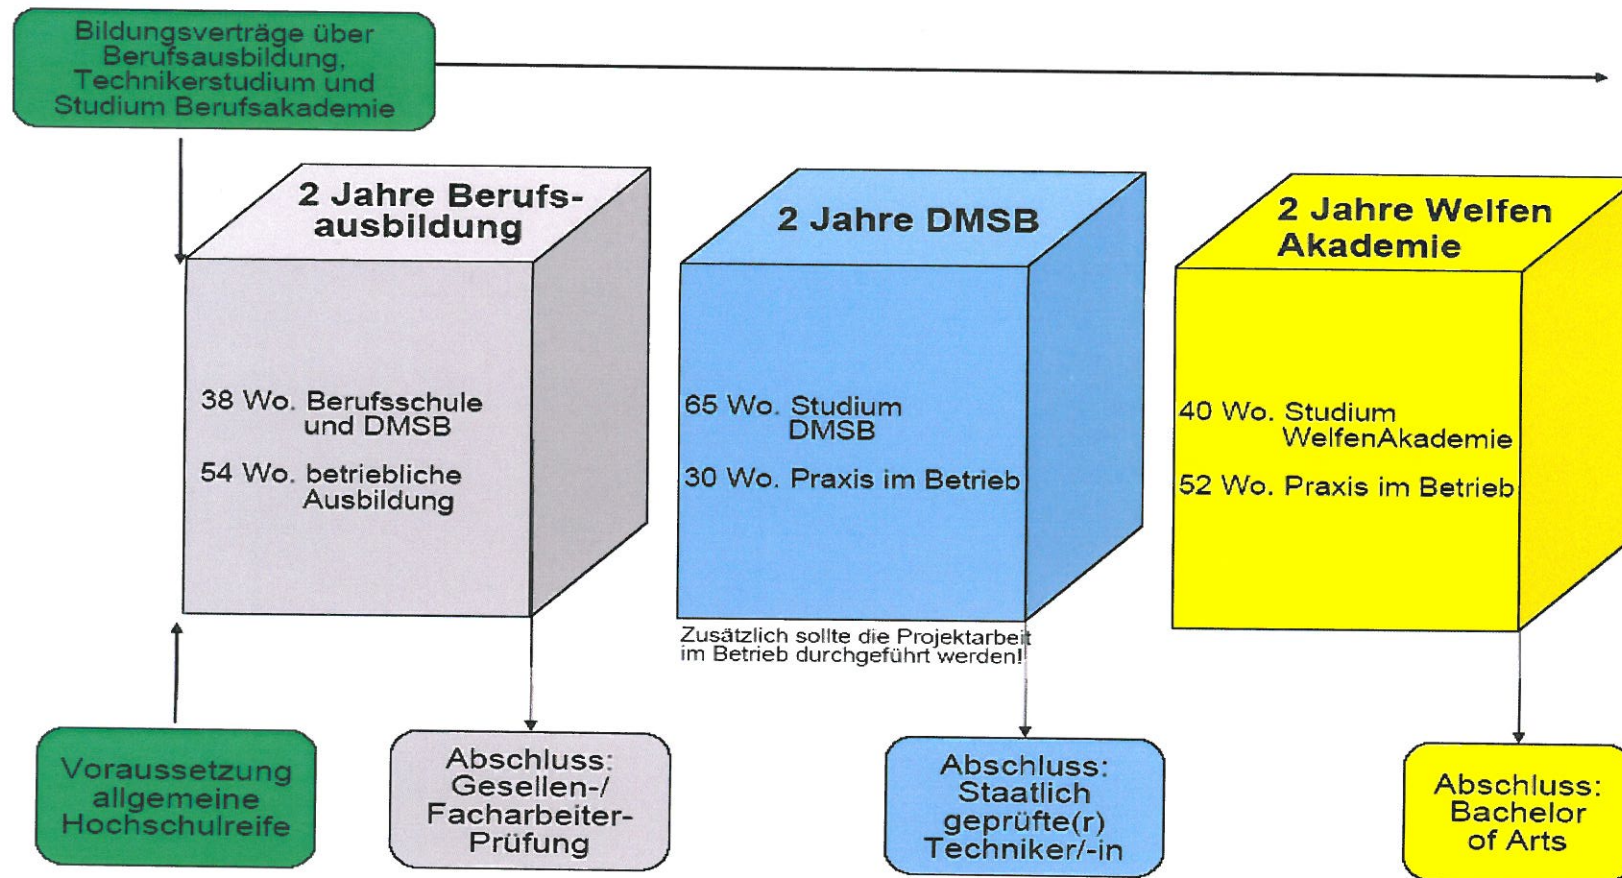 Bildungsverträge über
Berufsausbildung,
Technikerstudium und
Studium Berufsakademie
2 Jahre Berufs-
ausbildung
38 Wo. Berufsschule
und DMSB
54 Wo. betriebliche
Ausbildung
2 Jahre DMSB
65 Wo. Studium
DMSB
30 Wo. Praxis im Betrieb
Zusätzlich sollte die Projektarbeit
im Betrieb durchgeführt werden!
2 Jahre Welfen
Akademie
40 Wo. Studium
WelfenAkademie
52 Wo. Praxis im Betrieb
Voraussetzung
allgemeine
Hochschulreife
Abschluss:
Gesellen-/
Facharbeiter-
Prüfung
Abschluss:
Staatlich
geprüfte(r)
Techniker/-in
Abschluss:
Bachelor
of Arts